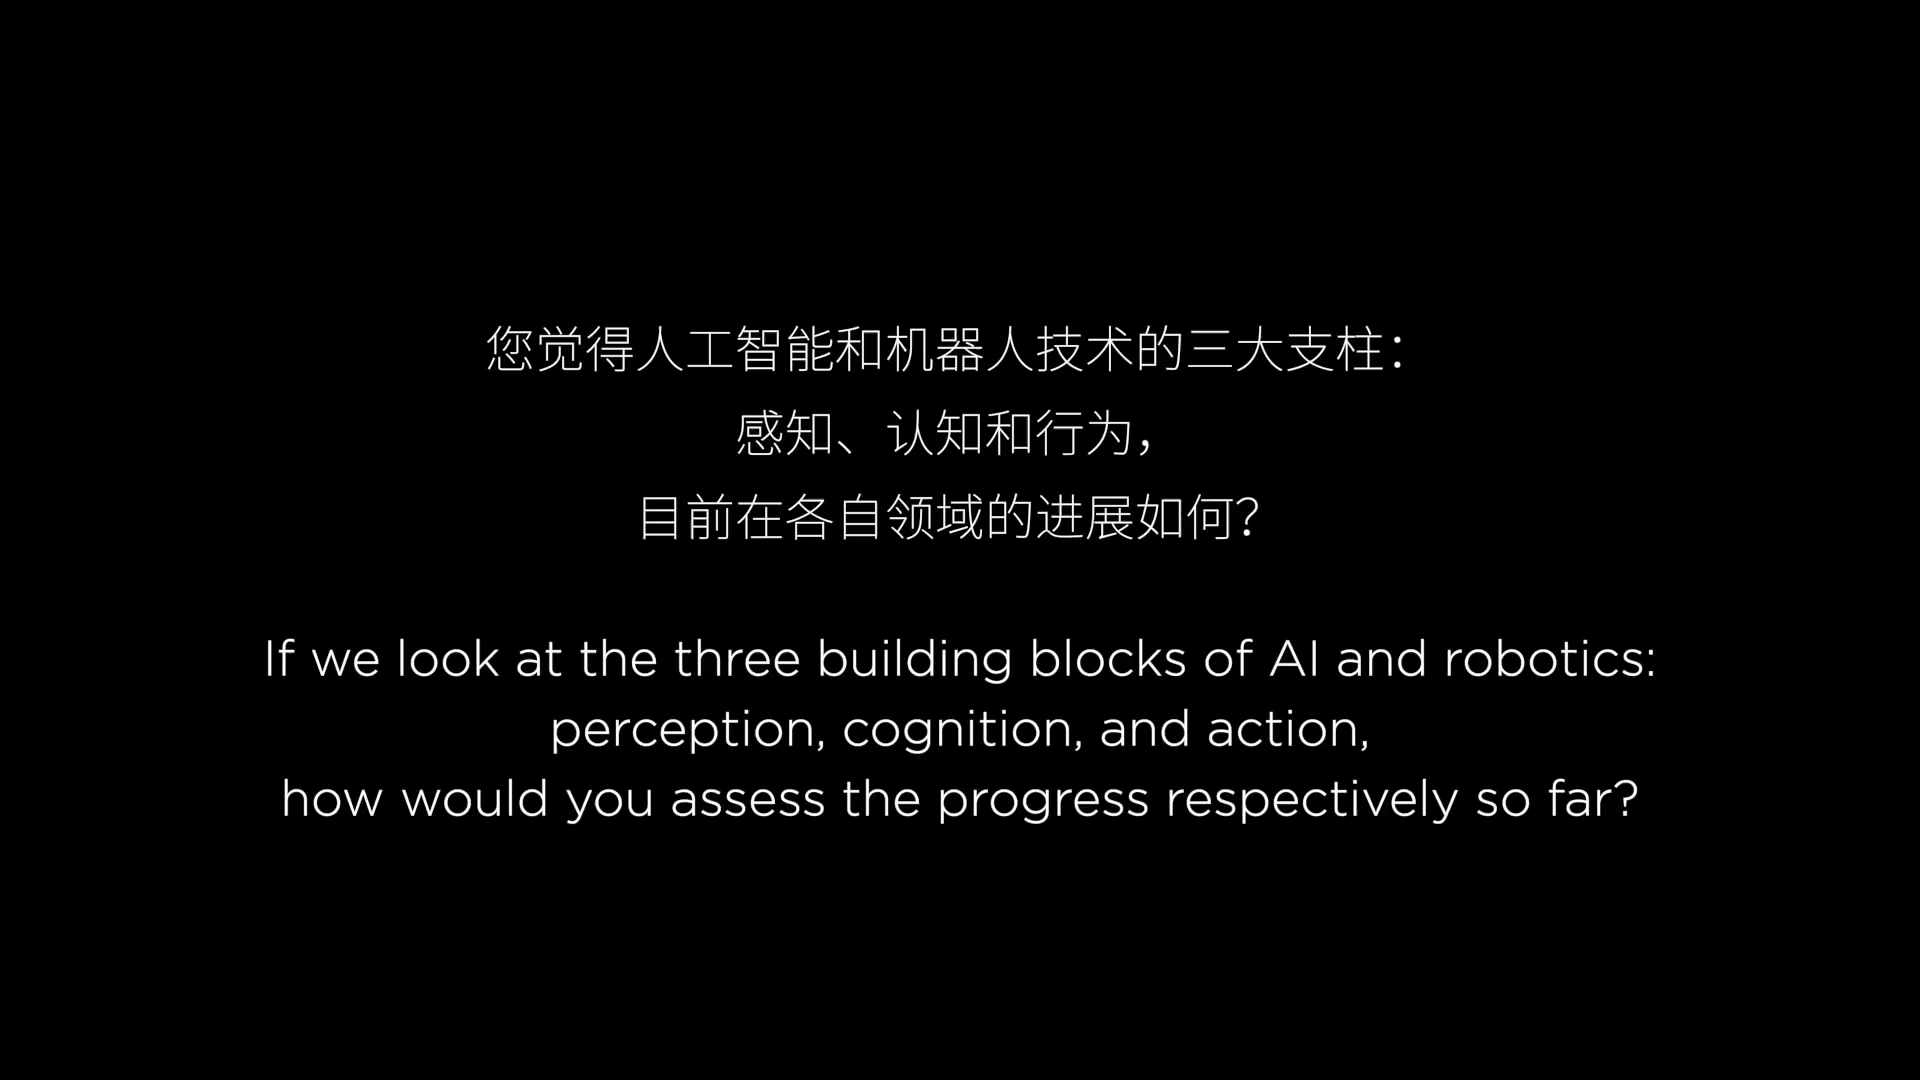 您觉得人工智能和机器人技术的三大支柱：
感知、认知和行为，
目前在各自领域的进展如何？
If we look at the three building blocks of AI and robotics:
perception, cognition, and action,
how would you assess the progress respectively so far?